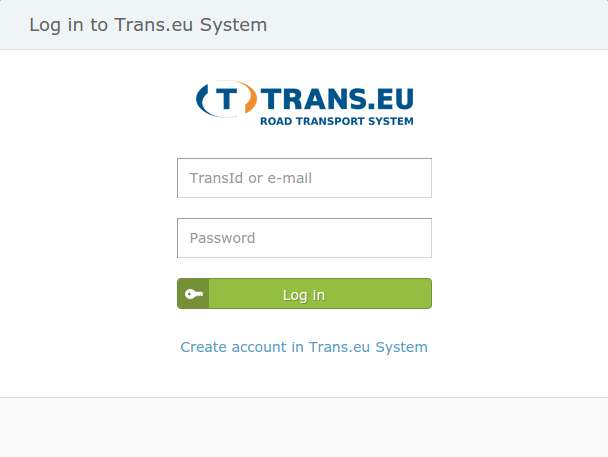 Log in to Trans.eu System
T TRANS.EU
ROAD TRANSPORT SYSTEM
TransId or e-mail
Password
Log in
Create account in Trans.eu System